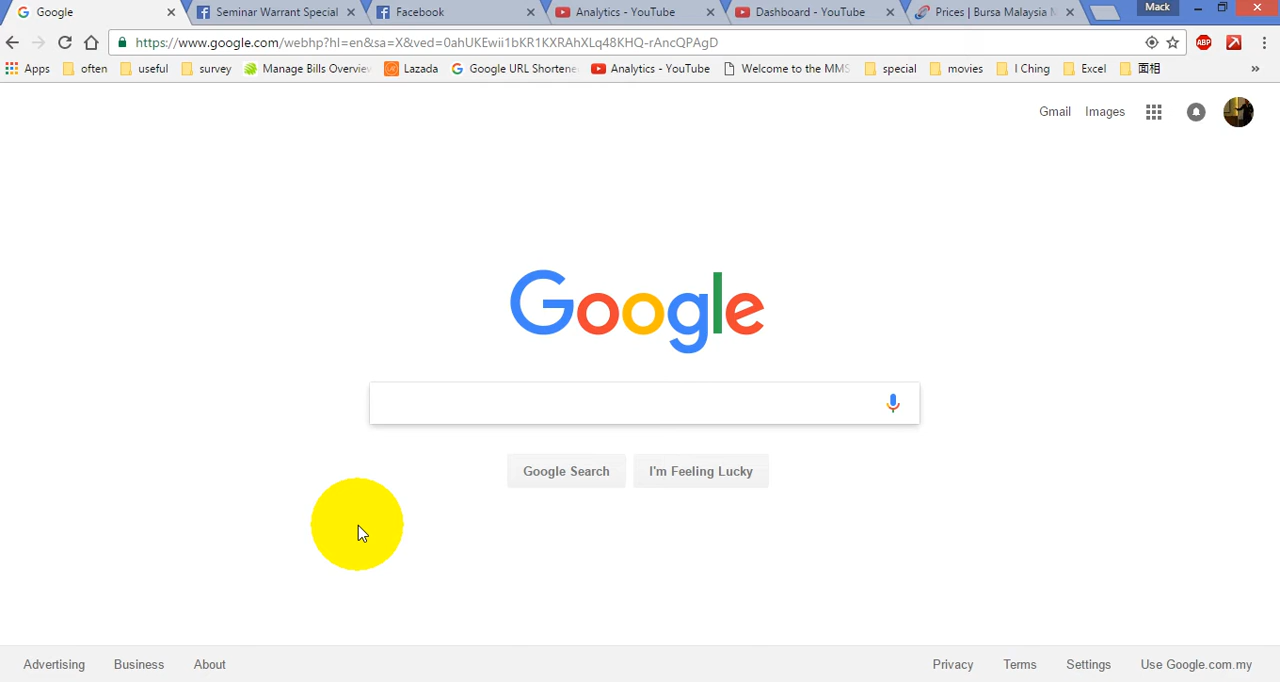 Google Seminar Warrant Special Facebook Analytics - YouTube Dashboard - YouTube Prices | Bursa Malaysia M Mack
https://www.google.com/webhp?hl=en&sa=X&ved=0ahUKEwii1bKR1KXRAhXLq48KHQ-rAncQPAgD ABP
Apps often useful survey Manage Bills Overview Lazada Google URL Shortene Analytics - YouTube Welcome to the MMS special movies I Ching Excel 面相 »
Gmail Images
Google
Google Search I'm Feeling Lucky
Advertising Business About Privacy Terms Settings Use Google.com.my